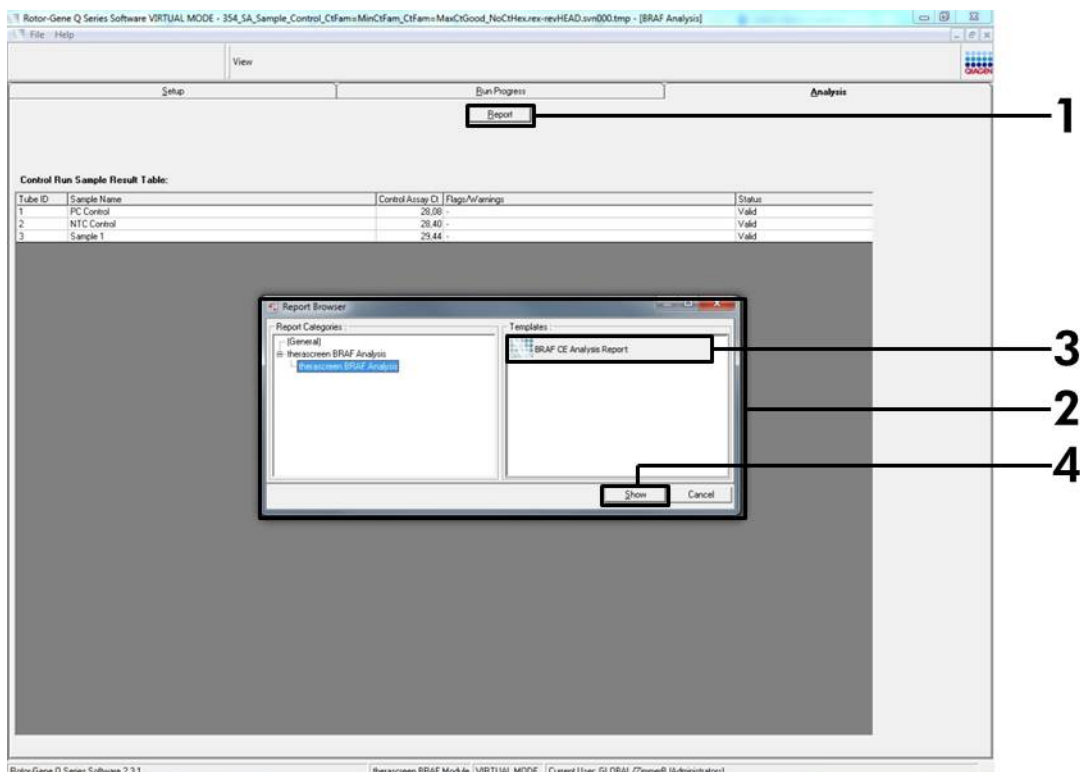 Rotor-Gene Q Series Software VIRTUAL MODE - 354_SA_Sample_Control_CtFam=MinCtFam_CtFam=MaxCtGood_NoCtHex.rex-revHEAD.svn000.tmp - [BRAF Analysis]
File Help
View
QIAGEN
Setup Run Progress Analysis
Report
1
Control Run Sample Result Table:
Tube ID Sample Name Control Assay Ct Flags/Warnings Status
1 PC Control 28,08 - Valid
2 NTC Control 28,40 - Valid
3 Sample 1 29,44 - Valid
Report Browser
Report Categories : Templates :
(General)
therascreen BRAF Analysis
therascreen BRAF Analysis
BRAF CE Analysis Report
3
2
4
Show Cancel
Rotor-Gene Q Series Software 2.3.1 therascreen BRAF Module VIRTUAL MODE Current User: GLOBAL